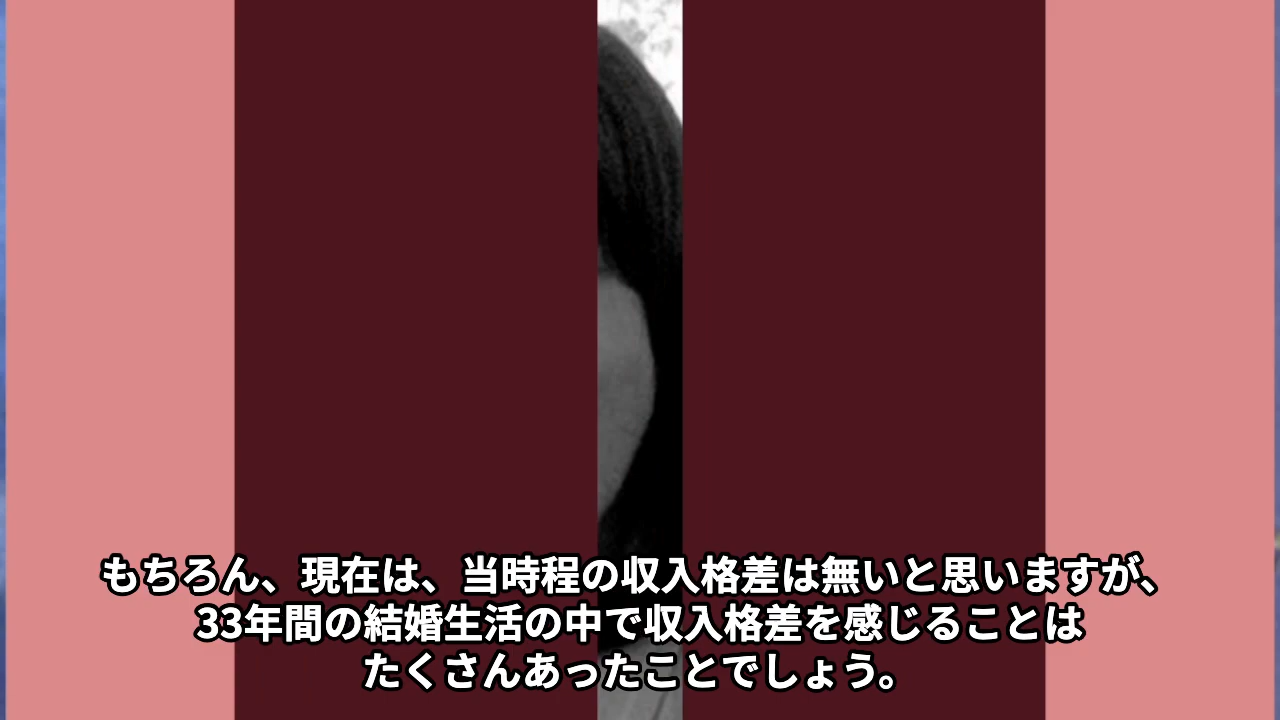 もちろん、現在は、当時程の収入格差は無いと思いますが、
33年間の結婚生活の中で収入格差を感じることは
たくさんあったことでしょう。